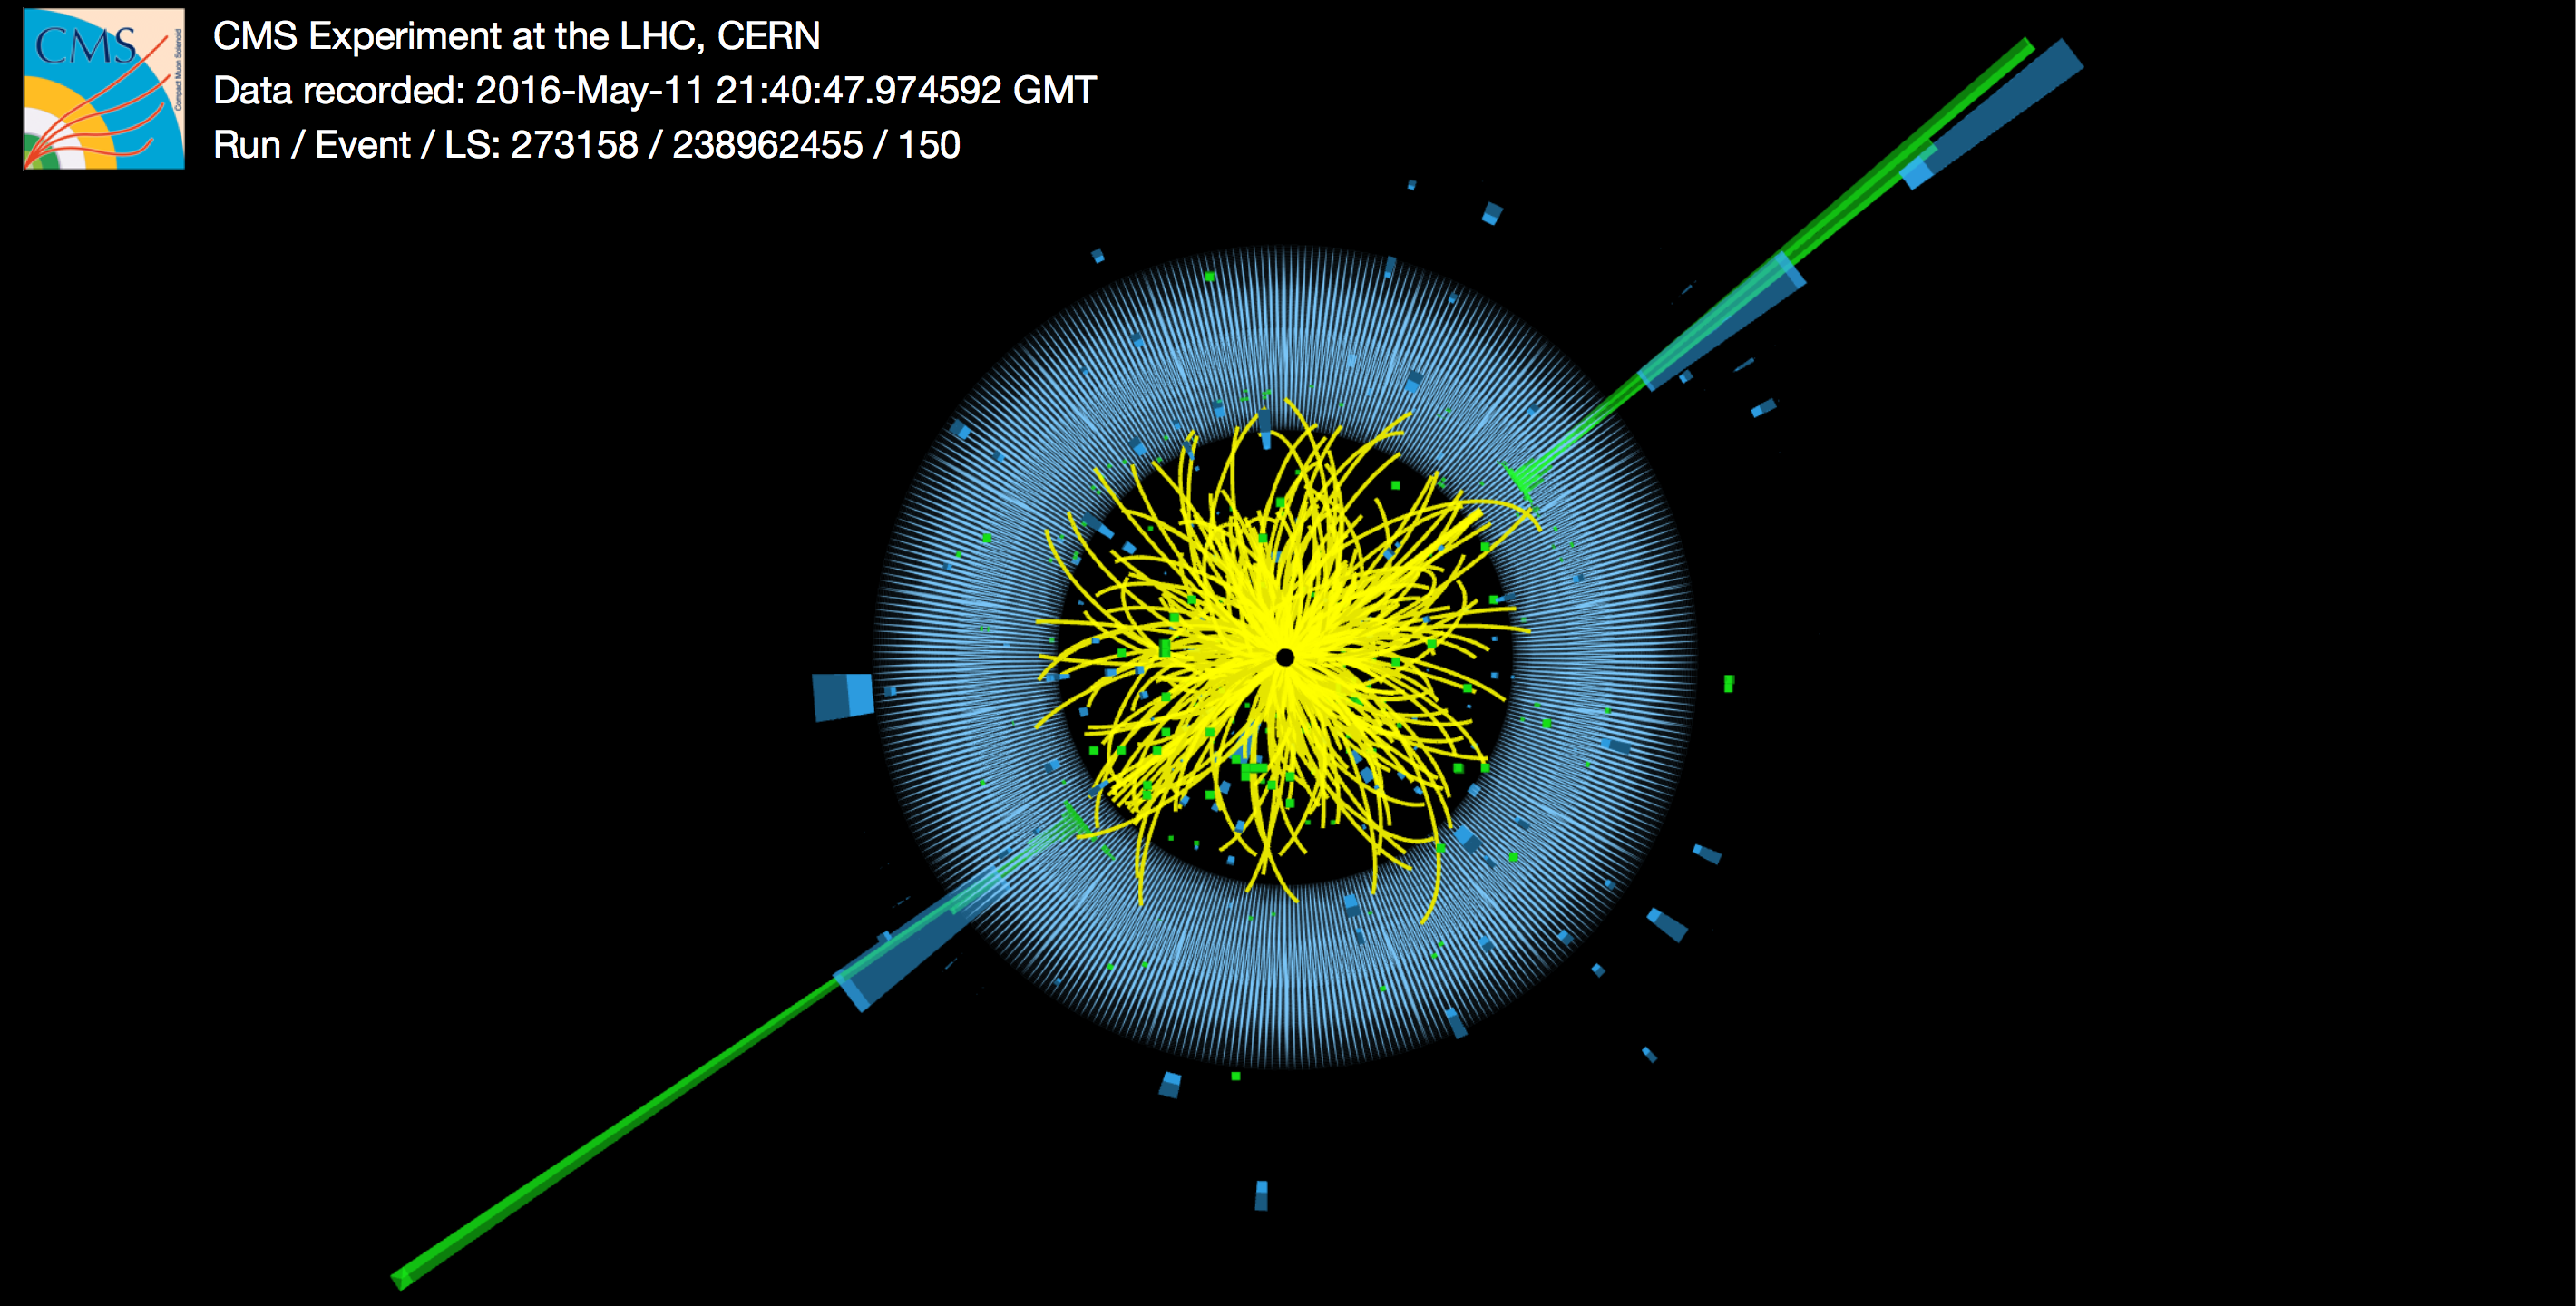 CMS
Compact Muon Solenoid
CMS Experiment at the LHC, CERN
Data recorded: 2016-May-11 21:40:47.974592 GMT
Run / Event / LS: 273158 / 238962455 / 150